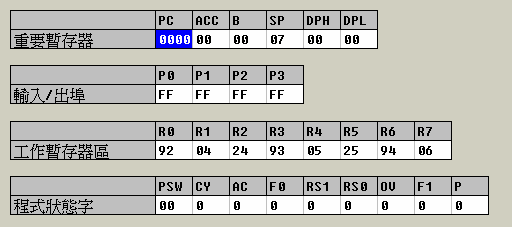 PC ACC B SP DPH DPL
重要暫存器 0000 00 00 07 00 00
P0 P1 P2 P3
輸入/出埠 FF FF FF FF
R0 R1 R2 R3 R4 R5 R6 R7
工作暫存器區 92 04 24 93 05 25 94 06
PSW CY AC F0 RS1 RS0 OV F1 P
程式狀態字 00 0 0 0 0 0 0 0 0